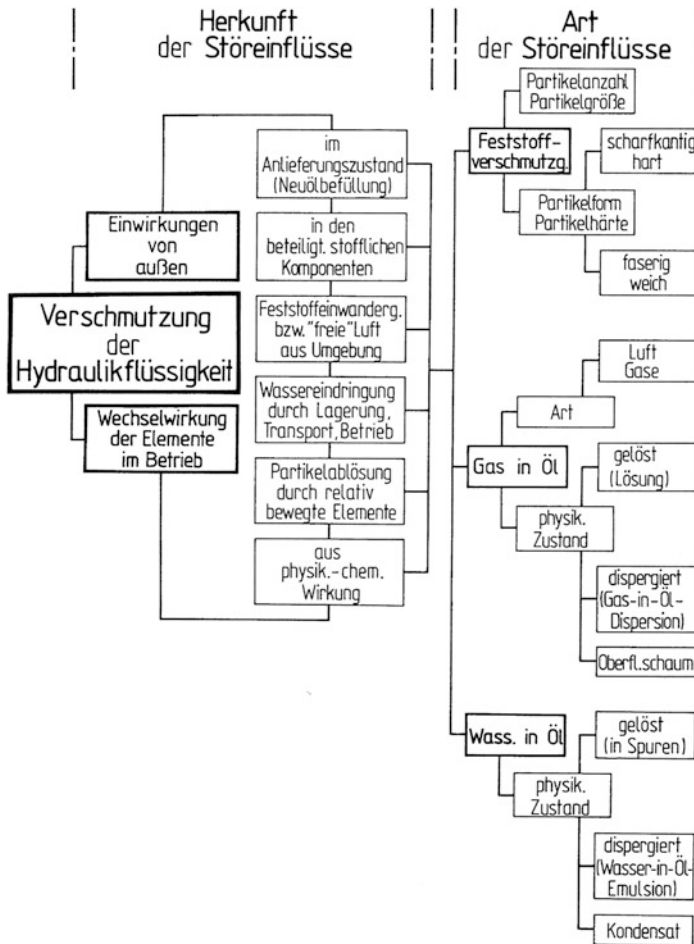 Herkunft
der Störeinflüsse
Art
der Störeinflüsse
Verschmutzung
der
Hydraulikflüssigkeit
Einwirkungen
von
außen
Wechselwirkung
der Elemente
im Betrieb
im
Anlieferungszustand
(Neuölbefüllung)
in den
beteiligt. stofflichen
Komponenten
Feststoffeinwanderg.
bzw. "freie" Luft
aus Umgebung
Wassereindringung
durch Lagerung,
Transport, Betrieb
Partikelablösung
durch relativ
bewegte Elemente
aus
physik.-chem.
Wirkung
Feststoff-
verschmutzg.
Partikelanzahl
Partikelgröße
Partikelform
Partikelhärte
scharfkantig
hart
faserig
weich
Gas in Öl
Art
Luft
Gase
physik.
Zustand
gelöst
(Lösung)
dispergiert
(Gas-in-Öl-
Dispersion)
Oberfl.schaum
Wass. in Öl
physik.
Zustand
gelöst
(in Spuren)
dispergiert
(Wasser-in-Öl-
Emulsion)
Kondensat